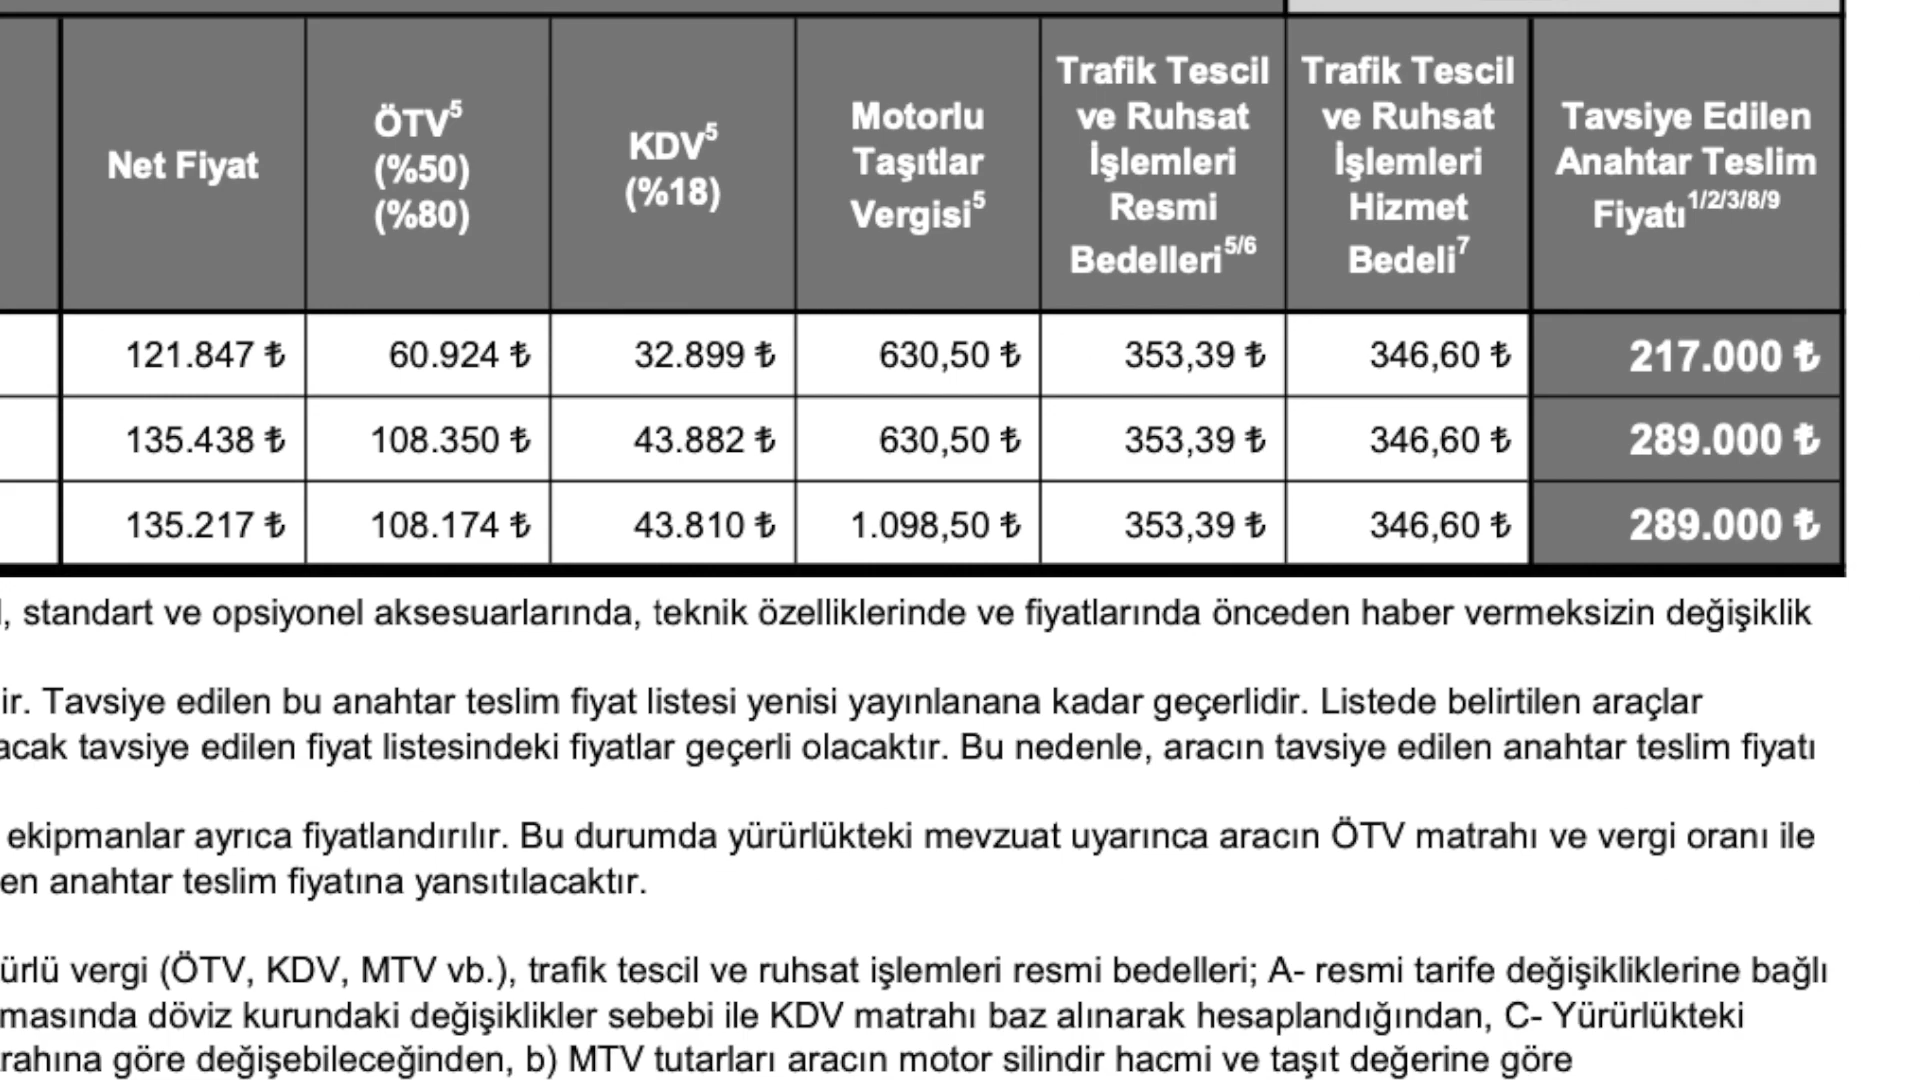 Net Fiyat
ÖTV5
(%50)
(%80)
KDV5
(%18)
Motorlu
Taşıtlar
Vergisi5
Trafik Tescil
ve Ruhsat
İşlemleri
Resmi
Bedelleri5/6
Trafik Tescil
ve Ruhsat
İşlemleri
Hizmet
Bedeli7
Tavsiye Edilen
Anahtar Teslim
Fiyatı1/2/3/8/9
121.847 ₺ 60.924 ₺ 32.899 ₺ 630,50 ₺ 353,39 ₺ 346,60 ₺ 217.000 ₺
135.438 ₺ 108.350 ₺ 43.882 ₺ 630,50 ₺ 353,39 ₺ 346,60 ₺ 289.000 ₺
135.217 ₺ 108.174 ₺ 43.810 ₺ 1.098,50 ₺ 353,39 ₺ 346,60 ₺ 289.000 ₺
, standart ve opsiyonel aksesuarlarında, teknik özelliklerinde ve fiyatlarında önceden haber vermeksizin değişiklik
ir. Tavsiye edilen bu anahtar teslim fiyat listesi yenisi yayınlanana kadar geçerlidir. Listede belirtilen araçlar
acak tavsiye edilen fiyat listesindeki fiyatlar geçerli olacaktır. Bu nedenle, aracın tavsiye edilen anahtar teslim fiyatı
ekipmanlar ayrıca fiyatlandırılır. Bu durumda yürürlükteki mevzuat uyarınca aracın ÖTV matrahı ve vergi oranı ile
en anahtar teslim fiyatına yansıtılacaktır.
ürlü vergi (ÖTV, KDV, MTV vb.), trafik tescil ve ruhsat işlemleri resmi bedelleri; A- resmi tarife değişikliklerine bağlı
masında döviz kurundaki değişiklikler sebebi ile KDV matrahı baz alınarak hesaplandığından, C- Yürürlükteki
rahına göre değişebileceğinden, b) MTV tutarları aracın motor silindir hacmi ve taşıt değerine göre